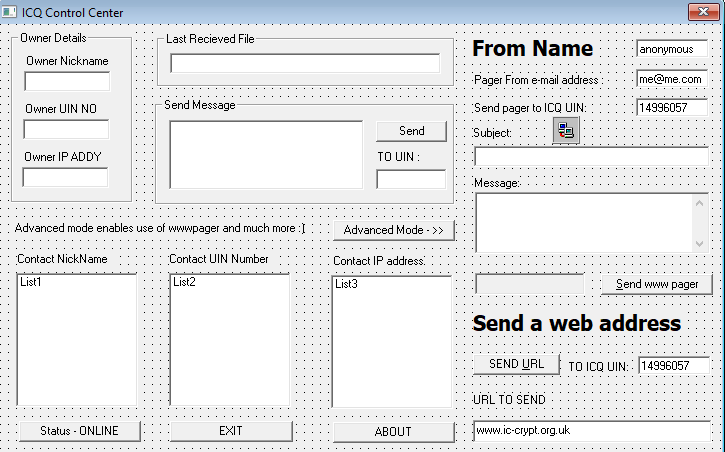 ICQ Control Center
Owner Details
Owner Nickname
Owner UIN NO
Owner IP ADDY
Last Recieved File
Send Message
Send
TO UIN :
Advanced mode enables use of wwwpager and much more :]
Advanced Mode - >>
Contact NickName
List1
Contact UIN Number
List2
Contact IP address
List3
Status - ONLINE
EXIT
ABOUT
From Name
anonymous
Pager From e-mail address :
me@me.com
Send pager to ICQ UIN:
14996057
Subject:
Message:
Send www pager
Send a web address
SEND URL
TO ICQ UIN:
14996057
URL TO SEND
www.ic-crypt.org.uk